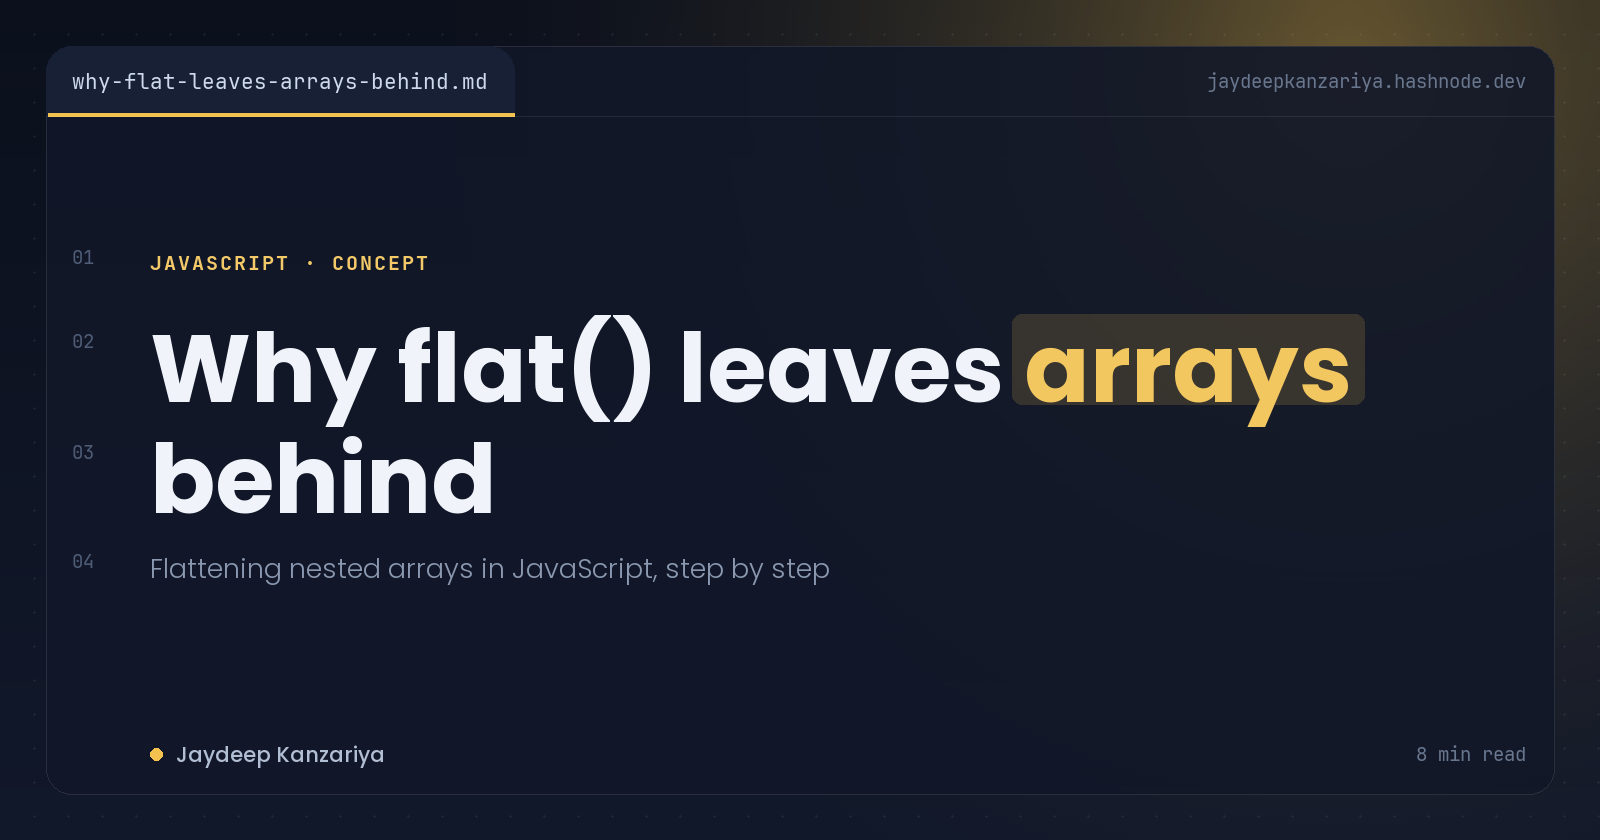 why-flat-leaves-arrays-behind.md
jaydeepkanzariya.hashnode.dev
01
JAVASCRIPT · CONCEPT
02
Why flat() leaves arrays
03
behind
04
Flattening nested arrays in JavaScript, step by step
Jaydeep Kanzariya
8 min read